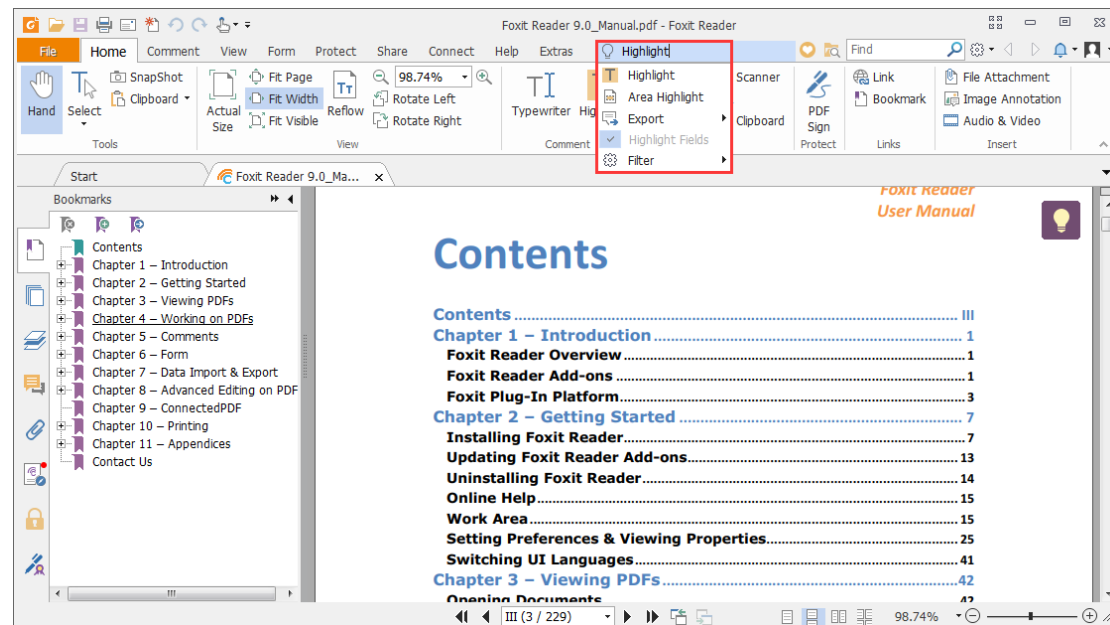 Foxit Reader 9.0_Manual.pdf - Foxit Reader
File Home Comment View Form Protect Share Connect Help Extras Highlight Find
Hand
Select
SnapShot
Clipboard
Tools
Actual
Size
Fit Page
Fit Width
Fit Visible
Reflow
98.74%
Rotate Left
Rotate Right
View
Typewriter Hig
Comment
Highlight
Area Highlight
Export
Highlight Fields
Filter
Scanner
Clipboard
PDF
Sign
Protect
Link
Bookmark
Links
File Attachment
Image Annotation
Audio & Video
Insert
Start
Foxit Reader 9.0_Ma...
Bookmarks
Contents
Chapter 1 – Introduction
Chapter 2 – Getting Started
Chapter 3 – Viewing PDFs
Chapter 4 – Working on PDFs
Chapter 5 – Comments
Chapter 6 – Form
Chapter 7 – Data Import & Export
Chapter 8 – Advanced Editing on PDF
Chapter 9 – ConnectedPDF
Chapter 10 – Printing
Chapter 11 – Appendices
Contact Us
Foxit Reader
User Manual
Contents
Contents III
Chapter 1 – Introduction 1
Foxit Reader Overview 1
Foxit Reader Add-ons 1
Foxit Plug-In Platform 3
Chapter 2 – Getting Started 7
Installing Foxit Reader 7
Updating Foxit Reader Add-ons 13
Uninstalling Foxit Reader 14
Online Help 15
Work Area 15
Setting Preferences & Viewing Properties 25
Switching UI Languages 41
Chapter 3 – Viewing PDFs 42
Opening Documents 42
III (3 / 229)
98.74%